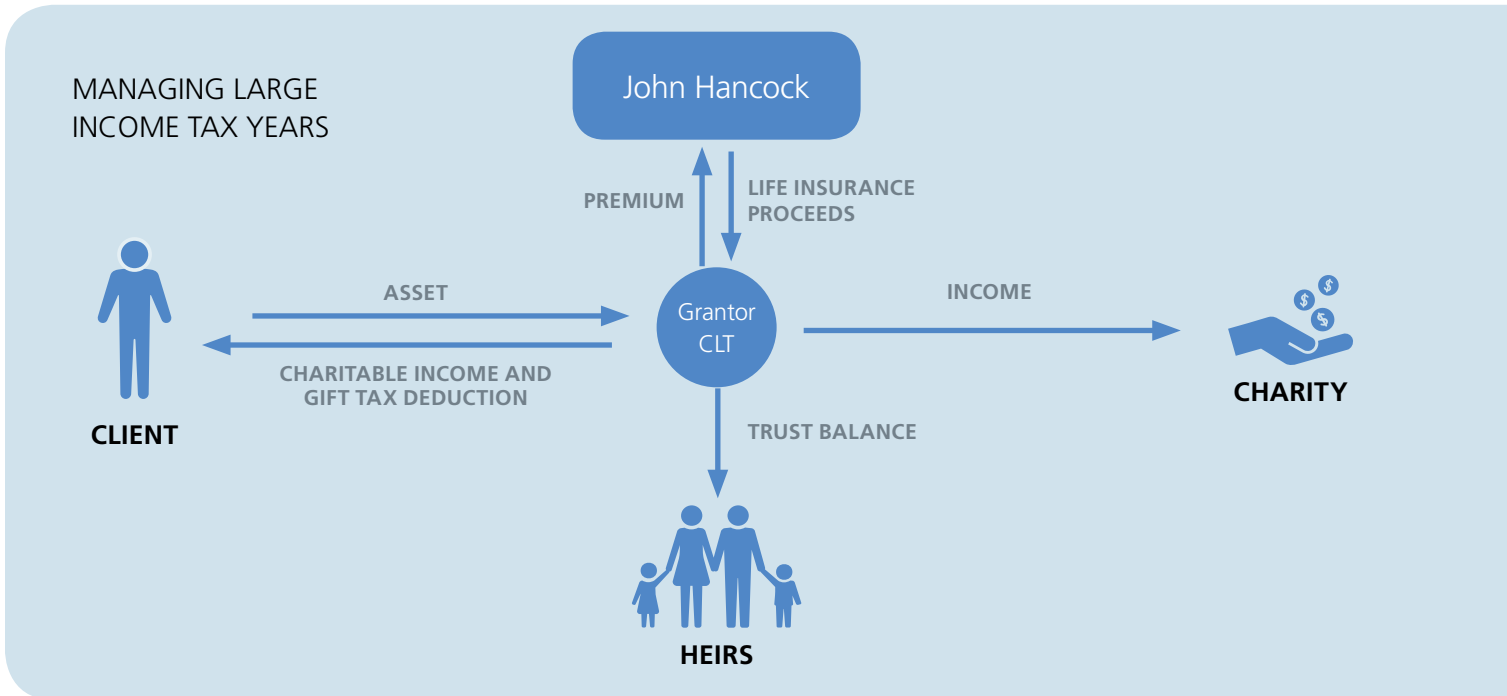 MANAGING LARGE
INCOME TAX YEARS
John Hancock
PREMIUM
LIFE INSURANCE
PROCEEDS
ASSET
Grantor
CLT
INCOME
$
$
$
CHARITABLE INCOME AND
GIFT TAX DEDUCTION
CLIENT
CHARITY
TRUST BALANCE
HEIRS